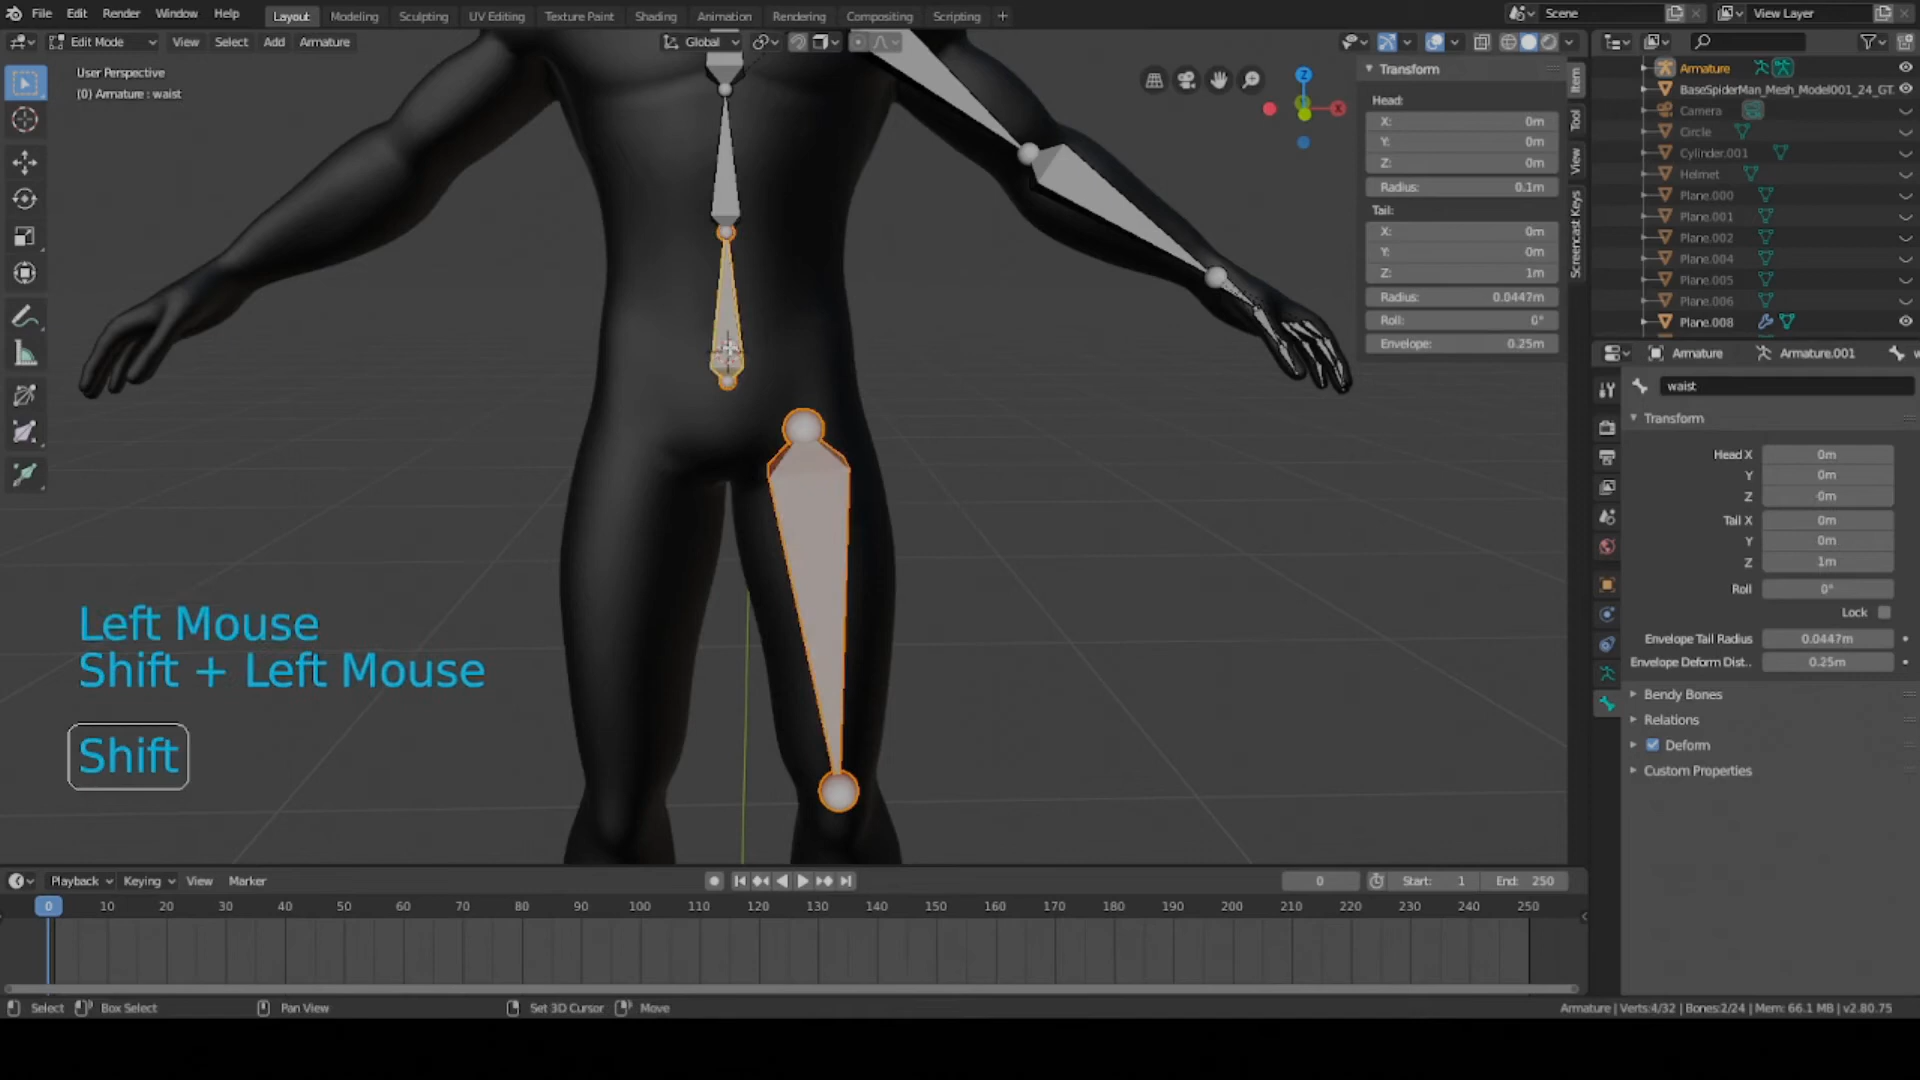 File Edit Render Window Help Layout Modeling Sculpting UV Editing Texture Paint Shading Animation Rendering Compositing Scripting + Scene View Layer
Edit Mode View Select Add Armature Global
User Perspective
(0) Armature : waist
Transform
Head:
X: 0m
Y: 0m
Z: 0m
Radius: 0.1m
Tail:
X: 0m
Y: 0m
Z: 1m
Radius: 0.0447m
Roll: 0°
Envelope: 0.25m
Item
Tool
View
Screencast Keys
Z
X
Armature
BaseSpiderMan_Mesh_Model001_24_GT
Camera
Circle
Cylinder.001
Helmet
Plane.000
Plane.001
Plane.002
Plane.004
Plane.005
Plane.006
Plane.008
Armature Armature.001 w
waist
Transform
Head X 0m
Y 0m
Z 0m
Tail X 0m
Y 0m
Z 1m
Roll 0°
Lock
Envelope Tail Radius 0.0447m
Envelope Deform Dist.. 0.25m
Bendy Bones
Relations
Deform
Custom Properties
Left Mouse
Shift + Left Mouse
Shift
Playback Keying View Marker 0 Start: 1 End: 250
0 10 20 30 40 50 60 70 80 90 100 110 120 130 140 150 160 170 180 190 200 210 220 230 240 250
Select Box Select Pan View Set 3D Cursor Move Armature | Verts:4/32 | Bones:2/24 | Mem: 66.1 MB | v2.80.75